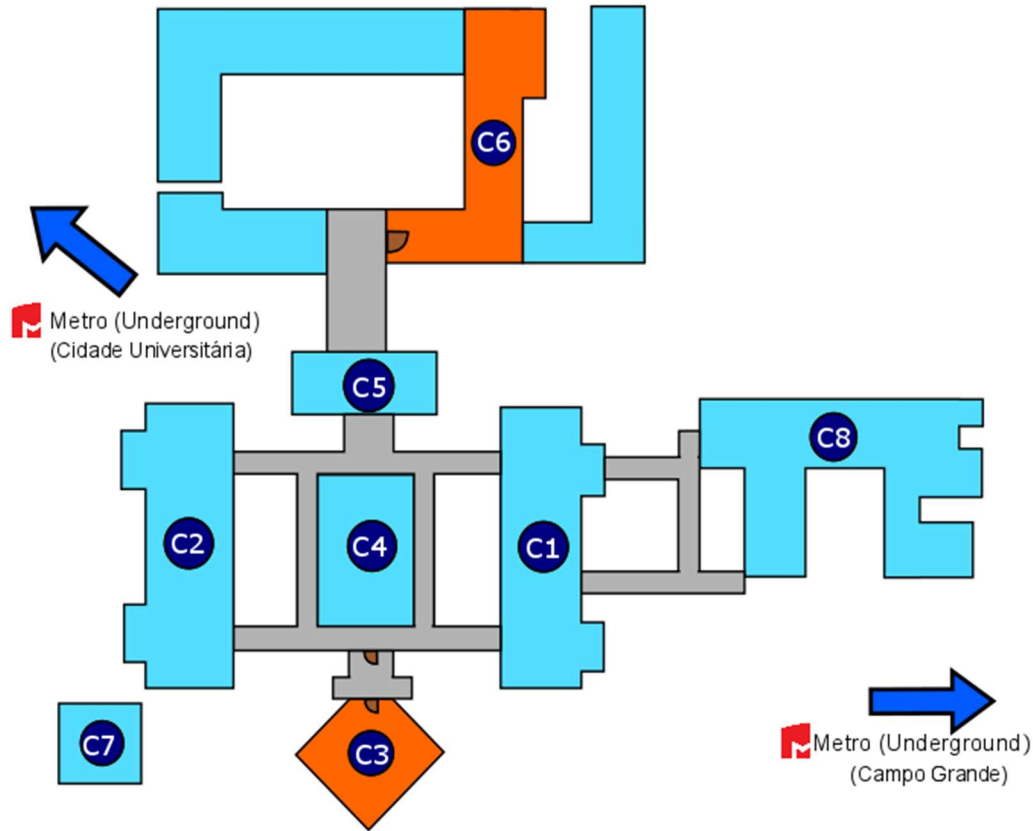 C6
Metro (Underground)
(Cidade Universitária)
C5
C8
C2
C4
C1
C7
C3
Metro (Underground)
(Campo Grande)